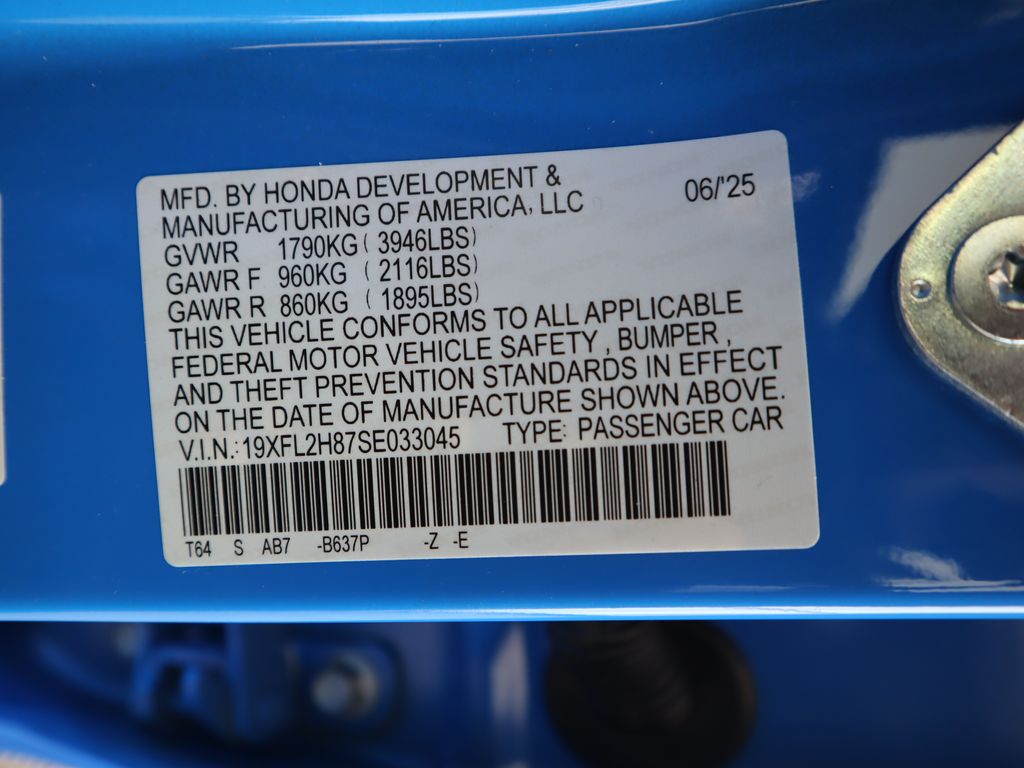 MFD. BY HONDA DEVELOPMENT & 06/'25
MANUFACTURING OF AMERICA, LLC
GVWR 1790KG ( 3946LBS)
GAWR F 960KG ( 2116LBS)
GAWR R 860KG ( 1895LBS)
THIS VEHICLE CONFORMS TO ALL APPLICABLE
FEDERAL MOTOR VEHICLE SAFETY , BUMPER ,
AND THEFT PREVENTION STANDARDS IN EFFECT
ON THE DATE OF MANUFACTURE SHOWN ABOVE.
V.I.N.: 19XFL2H87SE033045 TYPE: PASSENGER CAR
T64 S AB7 -B637P -Z -E